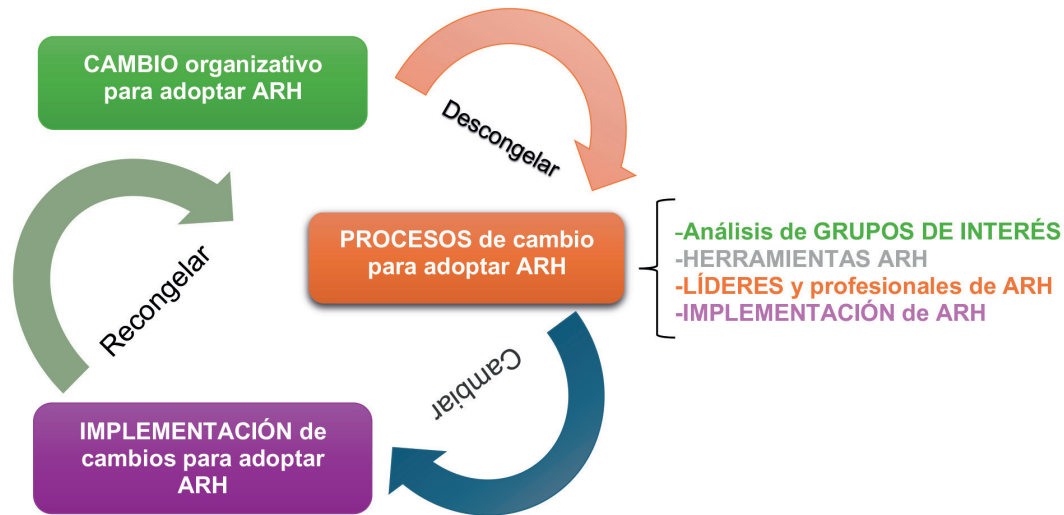 CAMBIO organizativo
para adoptar ARH
Descongelar
PROCESOS de cambio
para adoptar ARH
-Análisis de GRUPOS DE INTERÉS
-HERRAMIENTAS ARH
-LÍDERES y profesionales de ARH
-IMPLEMENTACIÓN de ARH
Cambiar
IMPLEMENTACIÓN de
cambios para adoptar
ARH
Recongelar